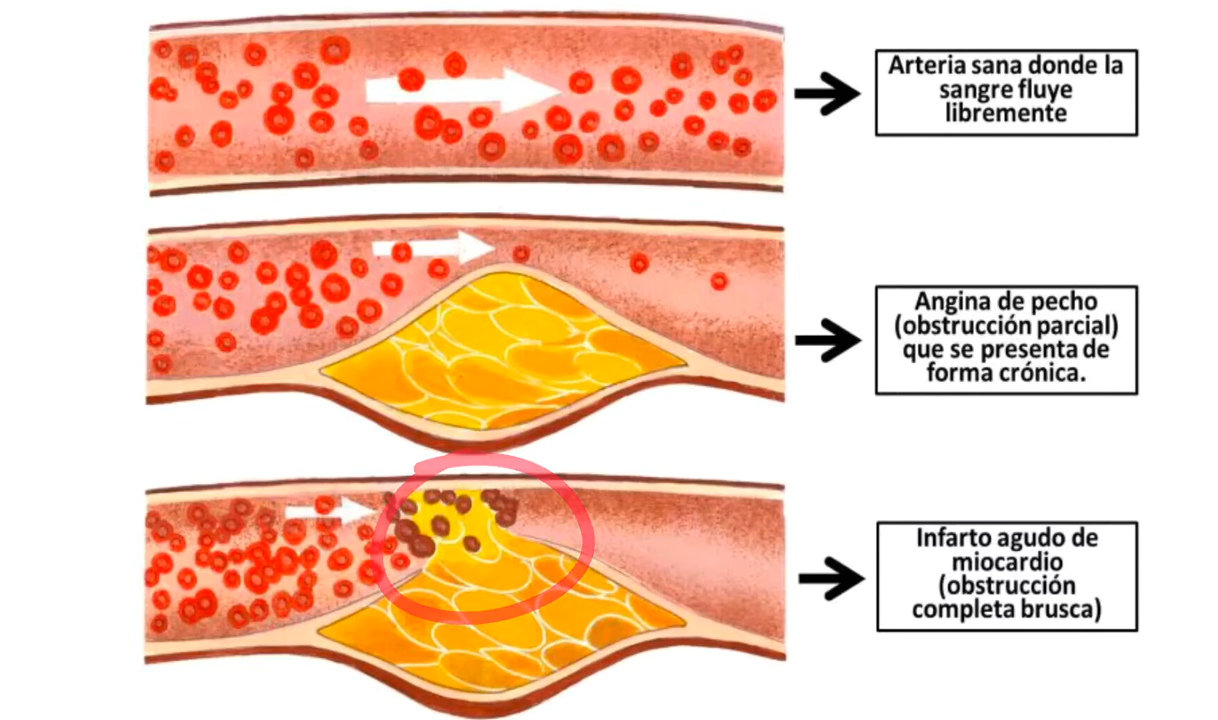 Arteria sana donde la
sangre fluye
libremente
Angina de pecho
(obstrucción parcial)
que se presenta de
forma crónica.
Infarto agudo de
miocardio
(obstrucción
completa brusca)